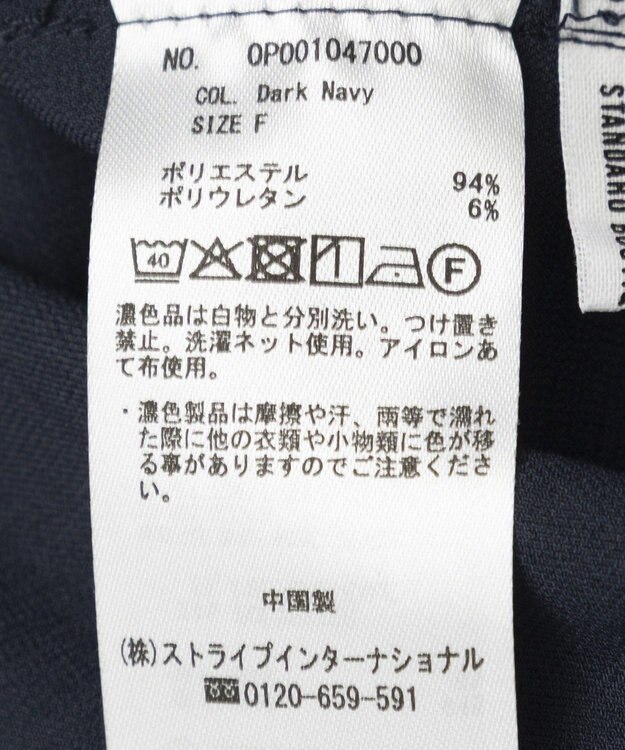 NO. OP001047000
COL. Dark Navy
SIZE F
ポリエステル 94%
ポリウレタン 6%
40 F
濃色品は白物と分別洗い。つけ置き
禁止。洗濯ネット使用。アイロンあ
て布使用。
・濃色製品は摩擦や汗、雨等で濡れ
た際に他の衣類や小物類に色が移
る事がありますのでご注意くださ
い。
中国製
(株)ストライプインターナショナル
0120-659-591
STANDARD